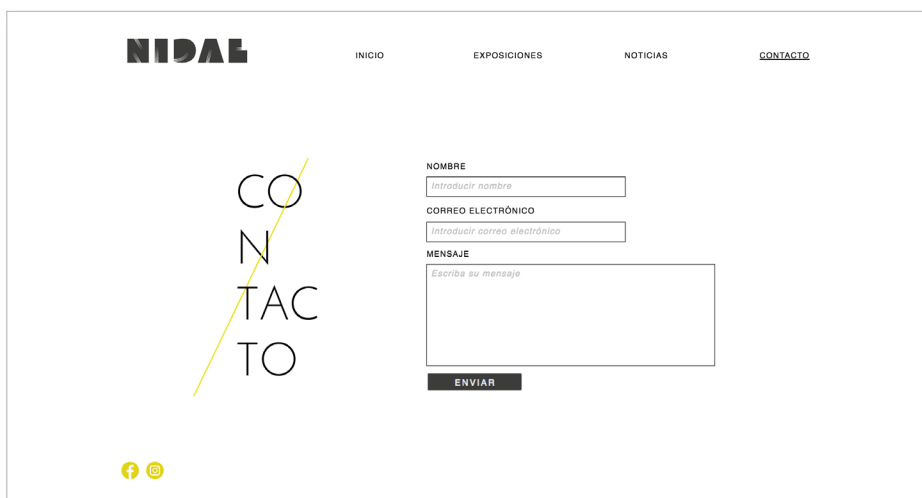 NIDAE
INICIO
EXPOSICIONES
NOTICIAS
CONTACTO
CO
N
TAC
TO
NOMBRE
Introducir nombre
CORREO ELECTRÓNICO
Introducir correo electrónico
MENSAJE
Escriba su mensaje
ENVIAR